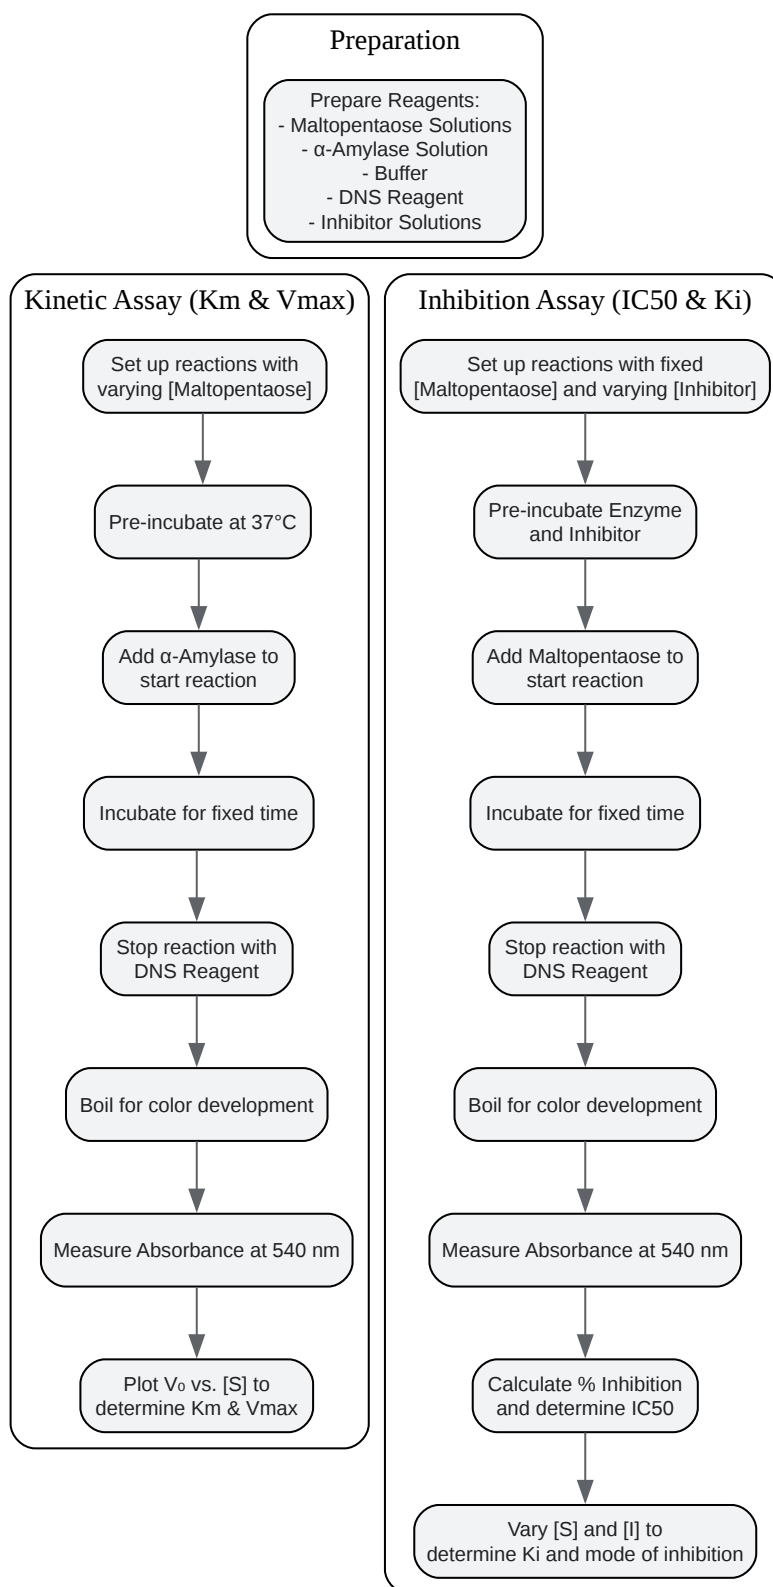 Preparation
Prepare Reagents:
- Maltopentaose Solutions
- α-Amylase Solution
- Buffer
- DNS Reagent
- Inhibitor Solutions
Kinetic Assay (Km & Vmax)
Set up reactions with
varying [Maltopentaose]
Pre-incubate at 37°C
Add α-Amylase to
start reaction
Incubate for fixed time
Stop reaction with
DNS Reagent
Boil for color development
Measure Absorbance at 540 nm
Plot V₀ vs. [S] to
determine Km & Vmax
Inhibition Assay (IC50 & Ki)
Set up reactions with fixed
[Maltopentaose] and varying [Inhibitor]
Pre-incubate Enzyme
and Inhibitor
Add Maltopentaose to
start reaction
Incubate for fixed time
Stop reaction with
DNS Reagent
Boil for color development
Measure Absorbance at 540 nm
Calculate % Inhibition
and determine IC50
Vary [S] and [I] to
determine Ki and mode of inhibition